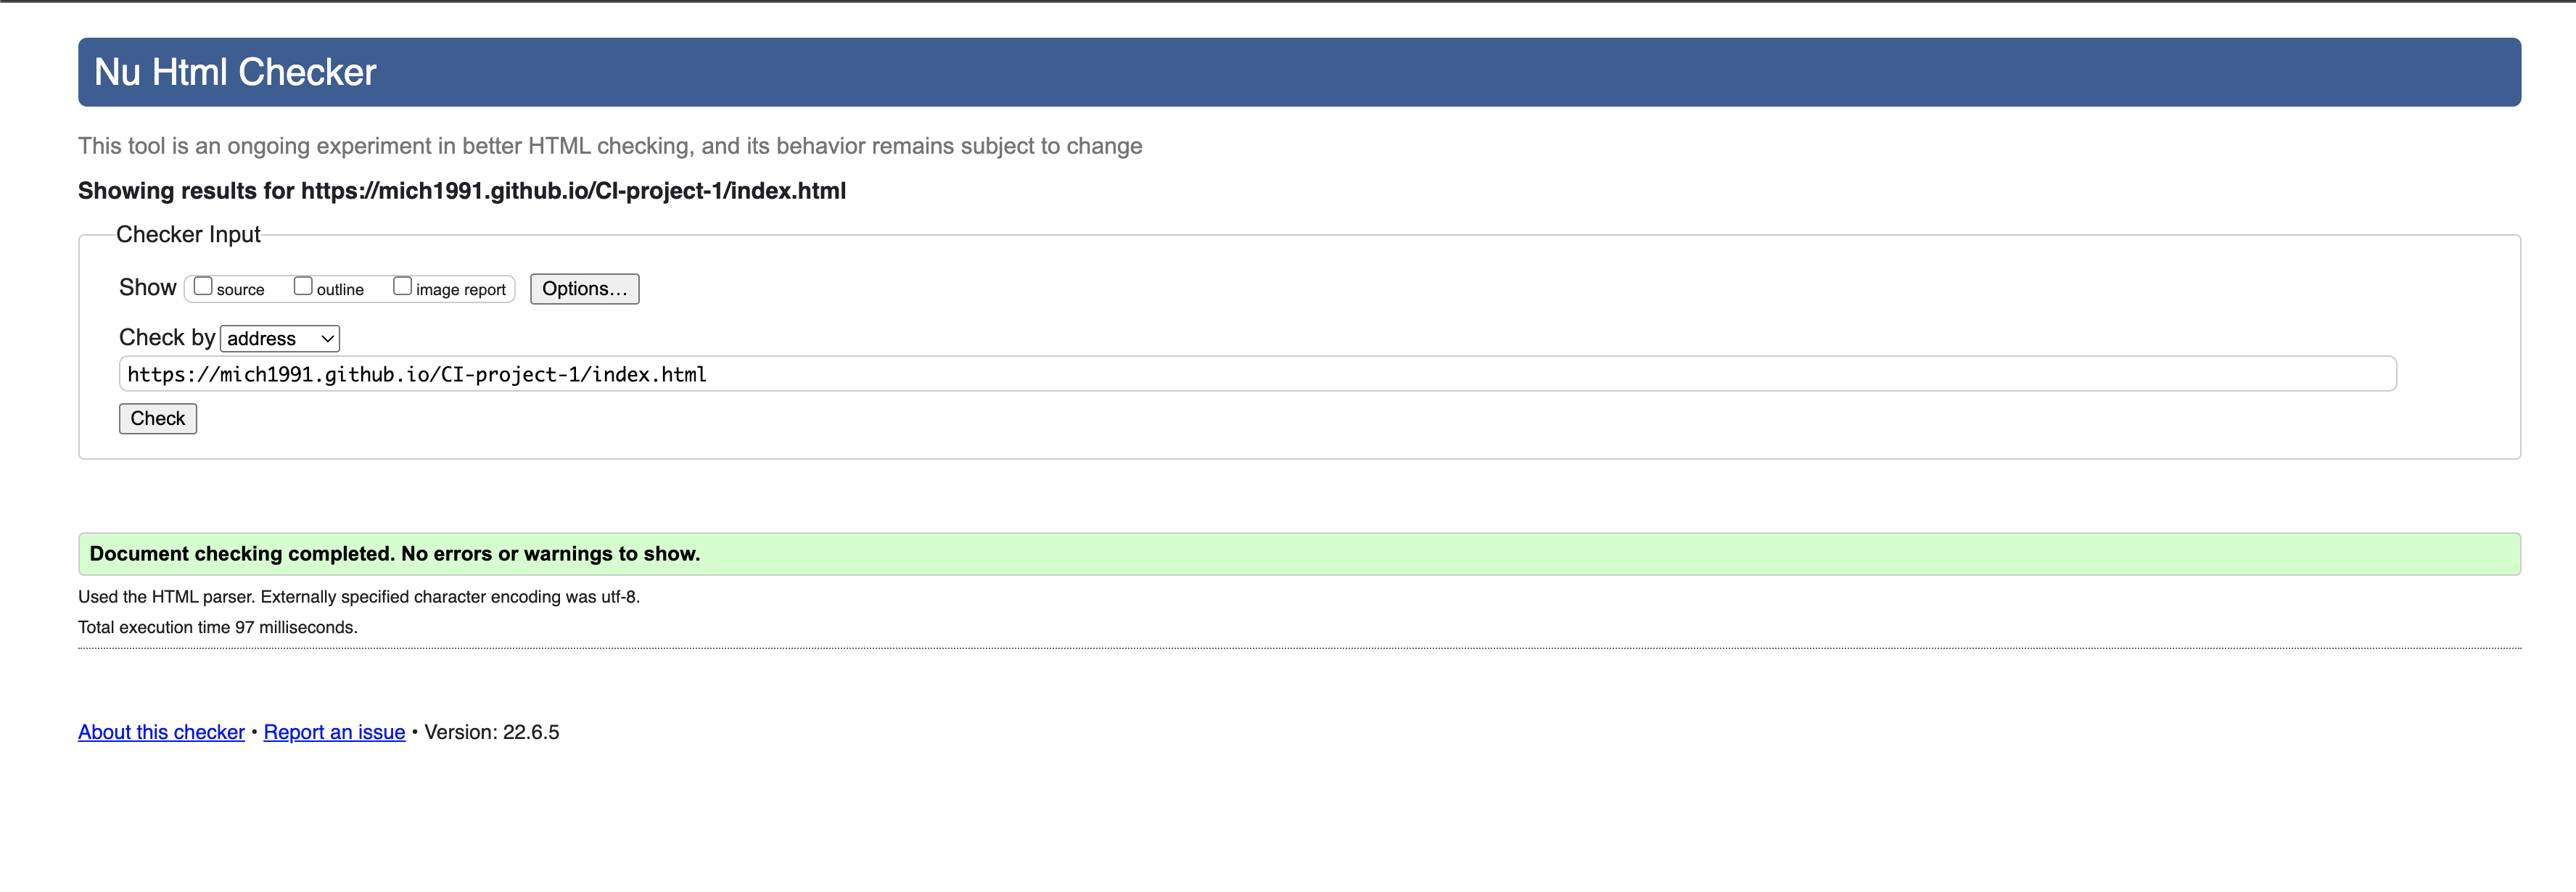 Nu Html Checker
This tool is an ongoing experiment in better HTML checking, and its behavior remains subject to change
Showing results for https://mich1991.github.io/CI-project-1/index.html
Checker Input
Show source outline image report Options...
Check by address
https://mich1991.github.io/CI-project-1/index.html
Check
Document checking completed. No errors or warnings to show.
Used the HTML parser. Externally specified character encoding was utf-8.
Total execution time 97 milliseconds.
About this checker • Report an issue • Version: 22.6.5